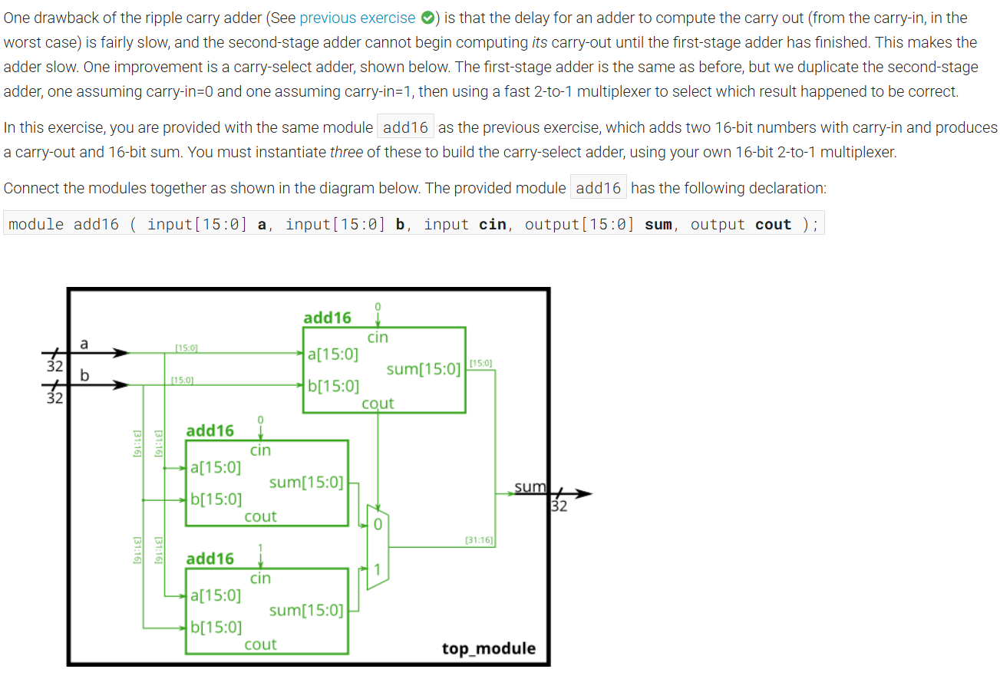 One drawback of the ripple carry adder (See previous exercise ) is that the delay for an adder to compute the carry out (from the carry-in, in the
worst case) is fairly slow, and the second-stage adder cannot begin computing its carry-out until the first-stage adder has finished. This makes the
adder slow. One improvement is a carry-select adder, shown below. The first-stage adder is the same as before, but we duplicate the second-stage
adder, one assuming carry-in=0 and one assuming carry-in=1, then using a fast 2-to-1 multiplexer to select which result happened to be correct.
In this exercise, you are provided with the same module add16 as the previous exercise, which adds two 16-bit numbers with carry-in and produces
a carry-out and 16-bit sum. You must instantiate three of these to build the carry-select adder, using your own 16-bit 2-to-1 multiplexer.
Connect the modules together as shown in the diagram below. The provided module add16 has the following declaration:
module add16 ( input[15:0] a, input[15:0] b, input cin, output[15:0] sum, output cout );
add16
0
cin
a
[15:0]
a[15:0]
32
sum[15:0]
[15:0]
b
[15:0]
b[15:0]
32
cout
add16
0
[31:16]
[31:16]
cin
a[15:0]
sum[15:0]
sum
32
b[15:0]
cout
0
[31:16]
[31:16]
[31:16]
add16
1
1
cin
a[15:0]
sum[15:0]
b[15:0]
cout
top_module